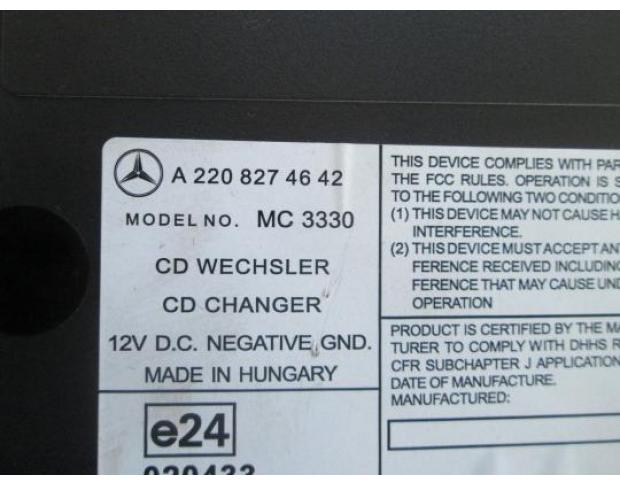 A 220 827 46 42
MODEL NO. MC 3330
CD WECHSLER
CD CHANGER
12V D.C. NEGATIVE GND.
MADE IN HUNGARY
e24
020433
THIS DEVICE COMPLIES WITH PAR
THE FCC RULES. OPERATION IS S
TO THE FOLLOWING TWO CONDITIO
(1) THIS DEVICE MAY NOT CAUSE HA
INTERFERENCE.
(2) THIS DEVICE MUST ACCEPT ANY
FERENCE RECEIVED INCLUDING
FERENCE THAT MAY CAUSE UND
OPERATION
PRODUCT IS CERTIFIED BY THE MA
TURER TO COMPLY WITH DHHS R
CFR SUBCHAPTER J APPLICATION
DATE OF MANUFACTURE.
MANUFACTURED: